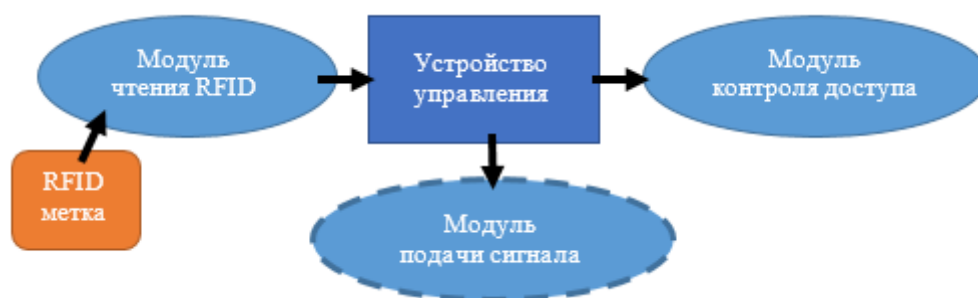 Модуль
чтения RFID
Устройство
управления
Модуль
контроля доступа
RFID
метка
Модуль
подачи сигнала